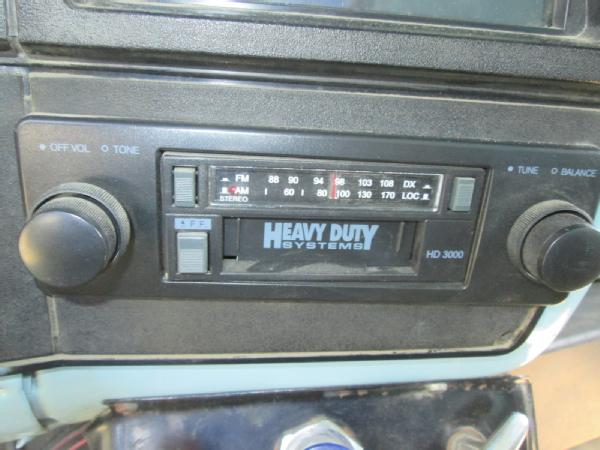 OFF VOL TONE
TUNE BALANCE
FM 88 90 94 98 103 108 DX
AM 60 80 100 130 170 LOC
STEREO
F.F.
HEAVY DUTY
SYSTEMS
HD 3000